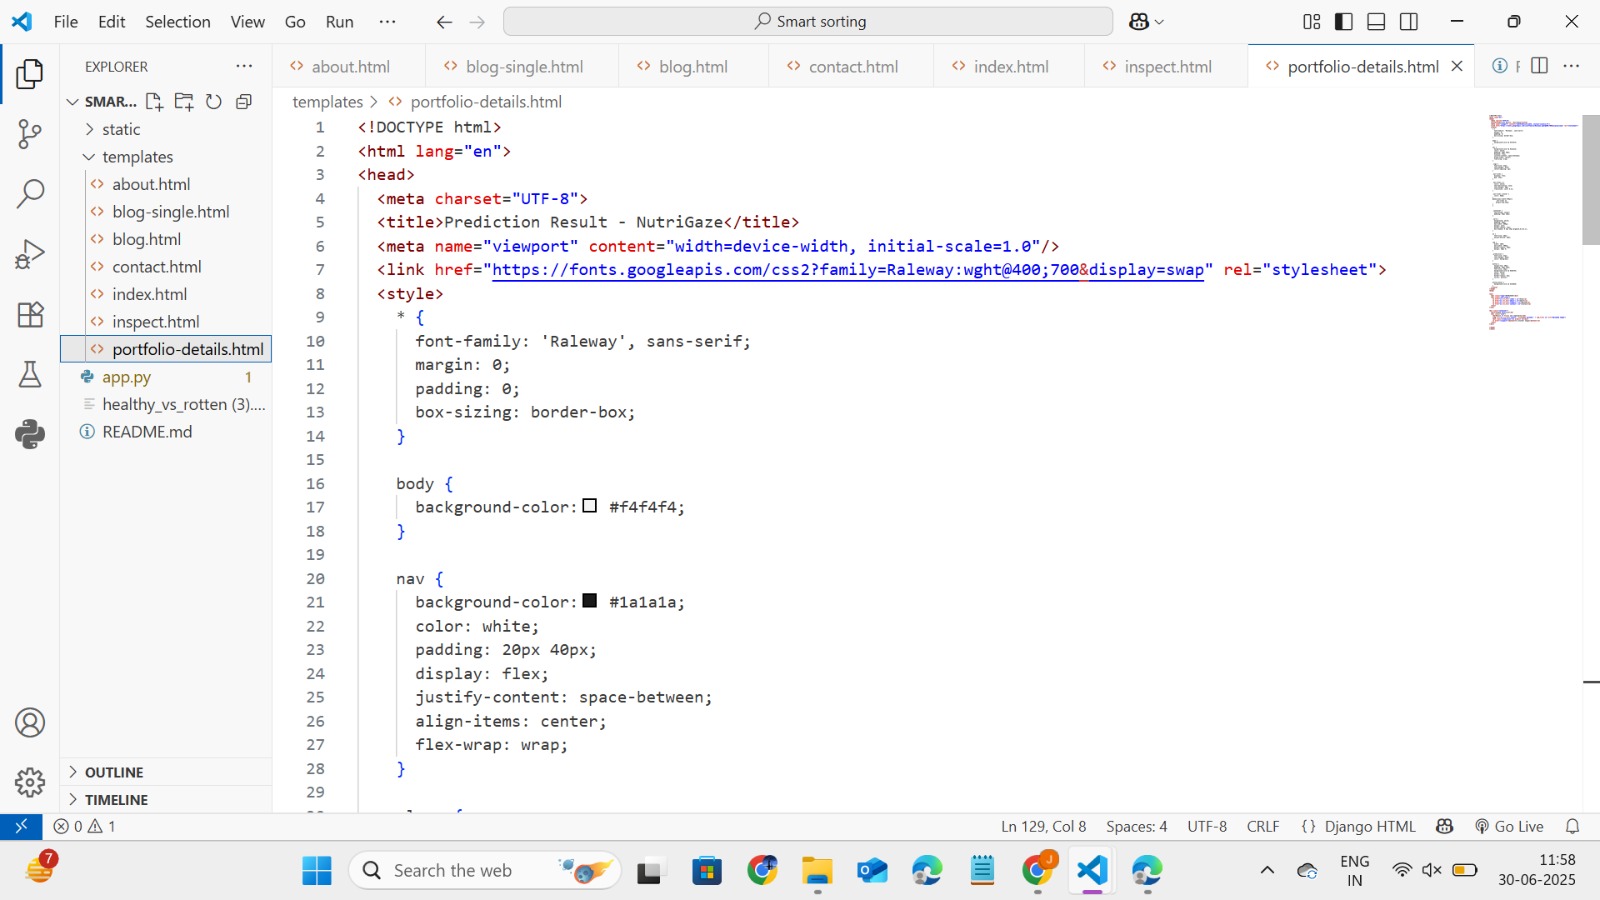 File Edit Selection View Go Run ··· Smart sorting
EXPLORER ···
about.html blog-single.html blog.html contact.html index.html inspect.html portfolio-details.html
SMAR...
templates > portfolio-details.html
static
templates
about.html
blog-single.html
blog.html
contact.html
index.html
inspect.html
portfolio-details.html
app.py 1
healthy_vs_rotten (3)....
README.md
OUTLINE
TIMELINE
1 <!DOCTYPE html>
2 <html lang="en">
3 <head>
4 <meta charset="UTF-8">
5 <title>Prediction Result - NutriGaze</title>
6 <meta name="viewport" content="width=device-width, initial-scale=1.0"/>
7 <link href="https://fonts.googleapis.com/css2?family=Raleway:wght@400;700&display=swap" rel="stylesheet">
8 <style>
9 * {
10 font-family: 'Raleway', sans-serif;
11 margin: 0;
12 padding: 0;
13 box-sizing: border-box;
14 }
15
16 body {
17 background-color: #f4f4f4;
18 }
19
20 nav {
21 background-color: #1a1a1a;
22 color: white;
23 padding: 20px 40px;
24 display: flex;
25 justify-content: space-between;
26 align-items: center;
27 flex-wrap: wrap;
28 }
29
0 1 Ln 129, Col 8 Spaces: 4 UTF-8 CRLF {} Django HTML Go Live
7 Search the web ENG IN 11:58
30-06-2025